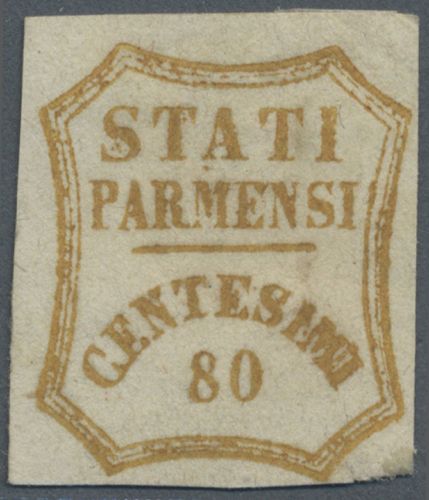 STATI
PARMENSI
CENTESIMI
80